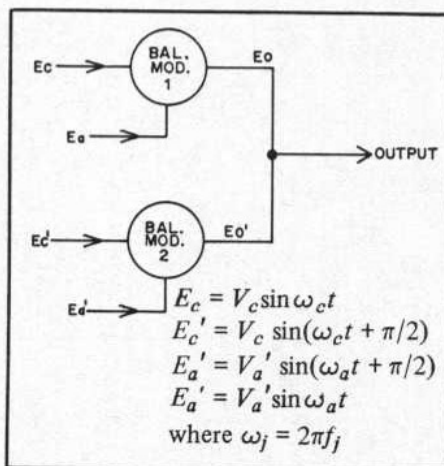 BAL.
MOD.
1
Ec
Eo
Ea
OUTPUT
BAL.
MOD.
2
Ec'
Eo'
Ea'
E_c = V_c sin ω_c t
E_c' = V_c sin(ω_c t + π/2)
E_a' = V_a' sin(ω_a t + π/2)
E_a' = V_a' sin ω_a t
where ω_j = 2πf_j